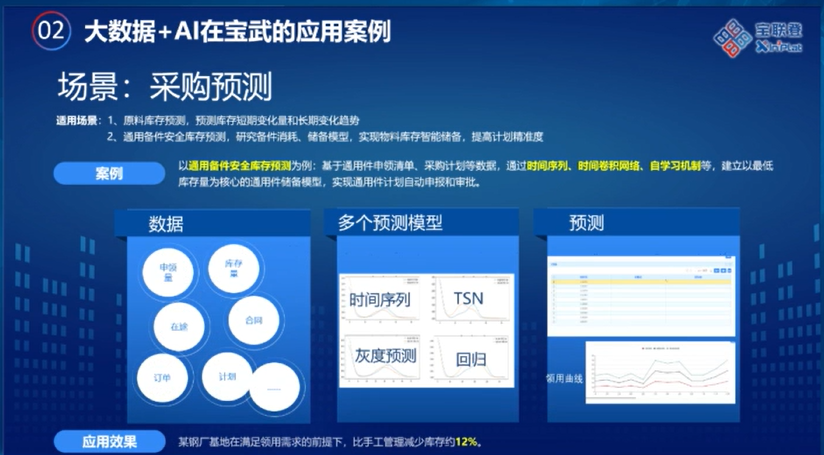 02
大数据+AI在宝武的应用案例
宝联登
XinPlat
场景：采购预测
适用场景：1、原料库存预测，预测库存短期变化量和长期变化趋势
2、通用备件安全库存预测，研究备件消耗、储备模型，实现物料库存智能储备，提高计划精准度
案例
以通用备件安全库存预测为例：基于通用件申领清单、采购计划等数据，通过时间序列、时间卷积网络、自学习机制等，建立以最低
库存量为核心的通用件储备模型，实现通用件计划自动申报和审批。
数据
申领
量
库存
量
在途
合同
订单
计划
......
多个预测模型
时间序列
TSN
灰度预测
回归
预测
领用曲线
应用效果
某钢厂基地在满足领用需求的前提下，比手工管理减少库存约12%。